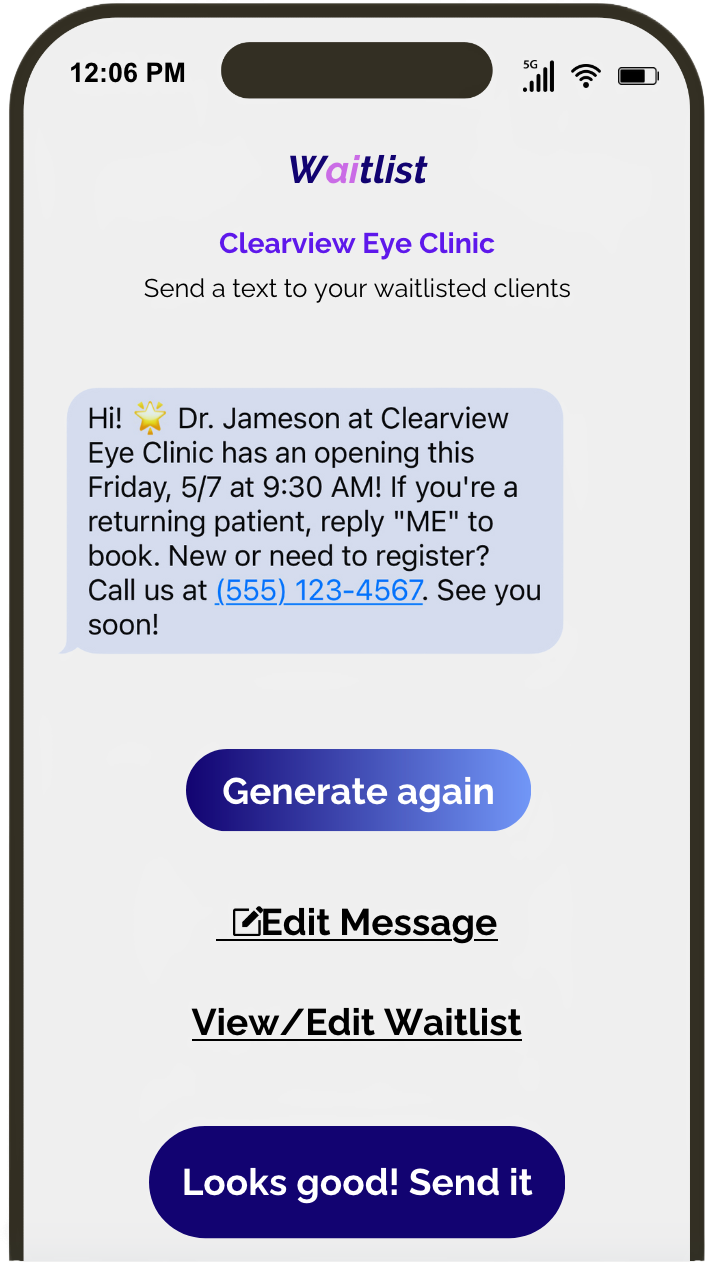 12:06 PM
5G
Waitlist
Clearview Eye Clinic
Send a text to your waitlisted clients
Hi! 🌟 Dr. Jameson at Clearview
Eye Clinic has an opening this
Friday, 5/7 at 9:30 AM! If you're a
returning patient, reply "ME" to
book. New or need to register?
Call us at (555) 123-4567. See you
soon!
Generate again
Edit Message
View/Edit Waitlist
Looks good! Send it